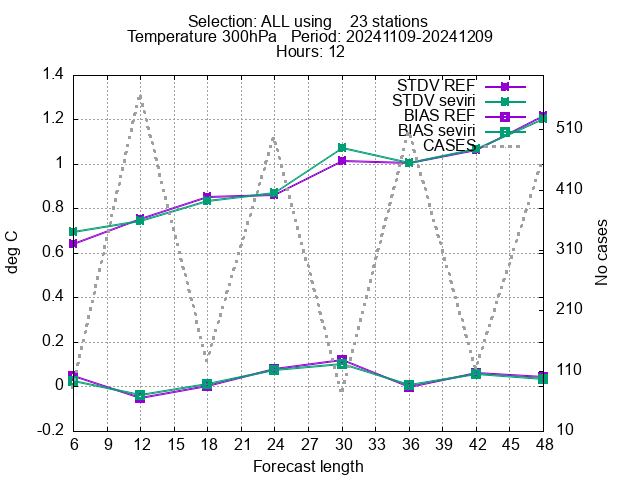 Selection: ALL using    23 stations
Temperature 300hPa   Period: 20241109-20241209
Hours: 12
STDV REF
STDV seviri
BIAS REF
BIAS seviri
CASES
deg C
1.4
1.2
1
0.8
0.6
0.4
0.2
0
-0.2
510
410
310
210
110
10
No cases
6 9 12 15 18 21 24 27 30 33 36 39 42 45 48
Forecast length